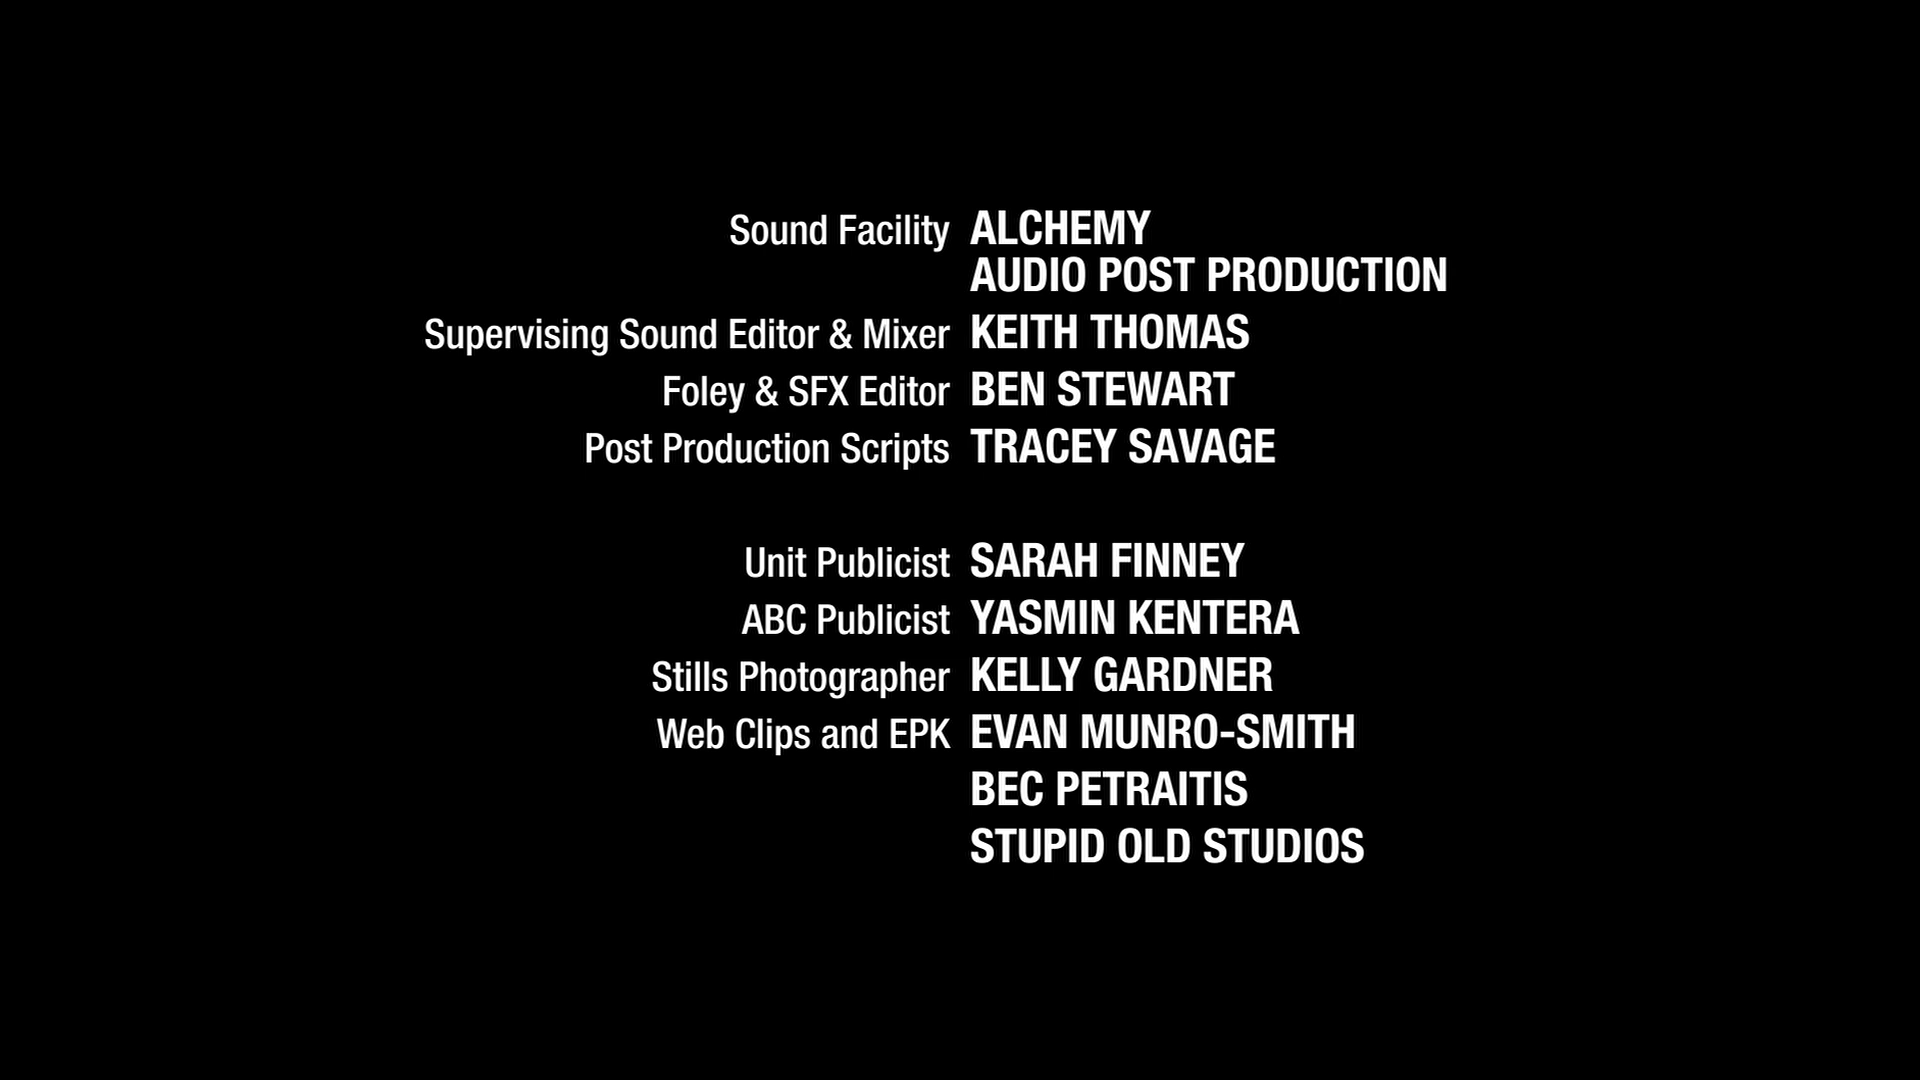 Sound Facility ALCHEMY
AUDIO POST PRODUCTION
Supervising Sound Editor & Mixer KEITH THOMAS
Foley & SFX Editor BEN STEWART
Post Production Scripts TRACEY SAVAGE
Unit Publicist SARAH FINNEY
ABC Publicist YASMIN KENTERA
Stills Photographer KELLY GARDNER
Web Clips and EPK EVAN MUNRO-SMITH
BEC PETRAITIS
STUPID OLD STUDIOS